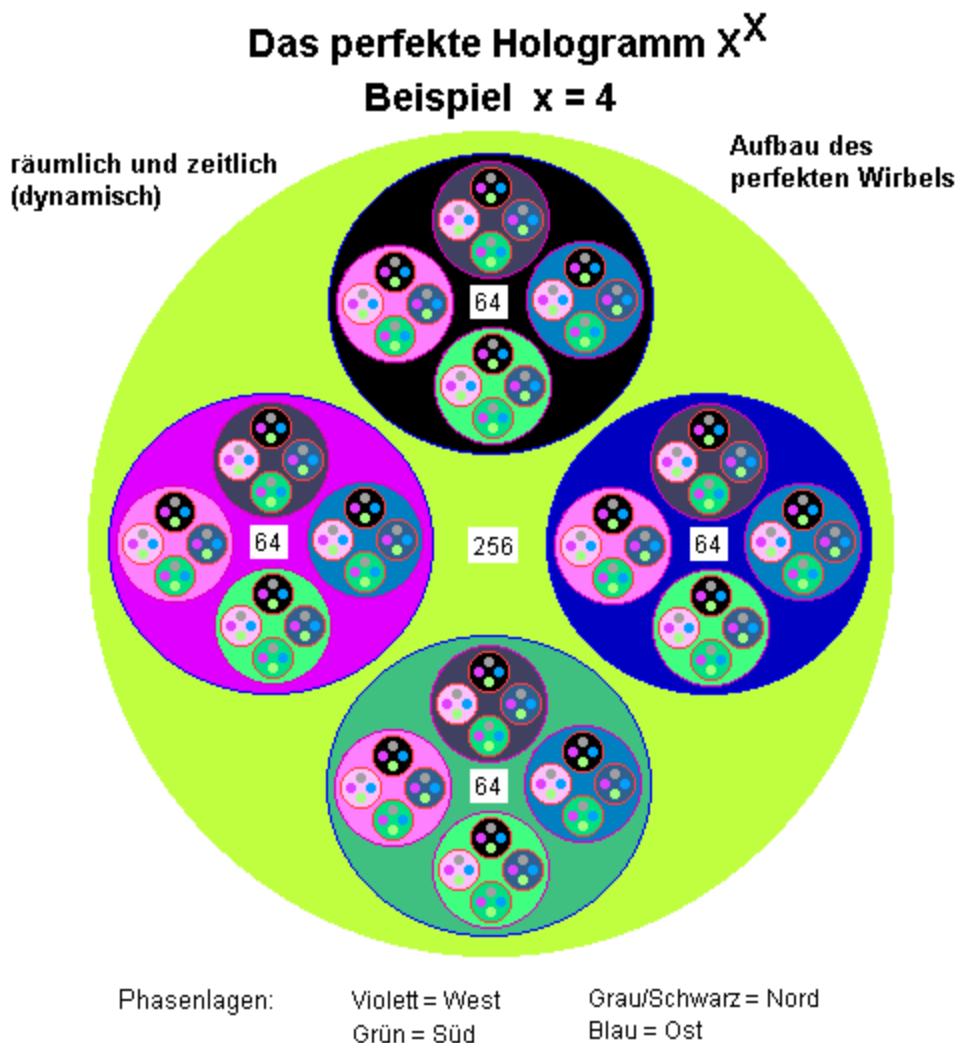 Das perfekte Hologramm X^X
Beispiel x = 4
räumlich und zeitlich
(dynamisch)
Aufbau des
perfekten Wirbels
64
64
256
64
64
Phasenlagen:
Violett = West
Grün = Süd
Grau/Schwarz = Nord
Blau = Ost